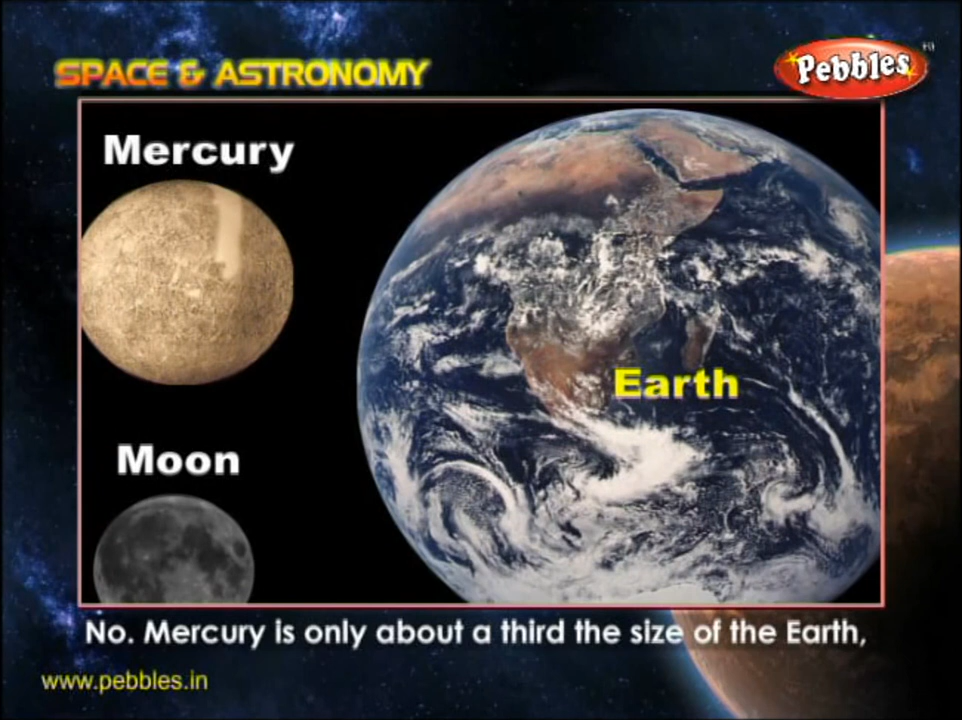 SPACE & ASTRONOMY
Pebbles
Mercury
Earth
Moon
No. Mercury is only about a third the size of the Earth,
www.pebbles.in